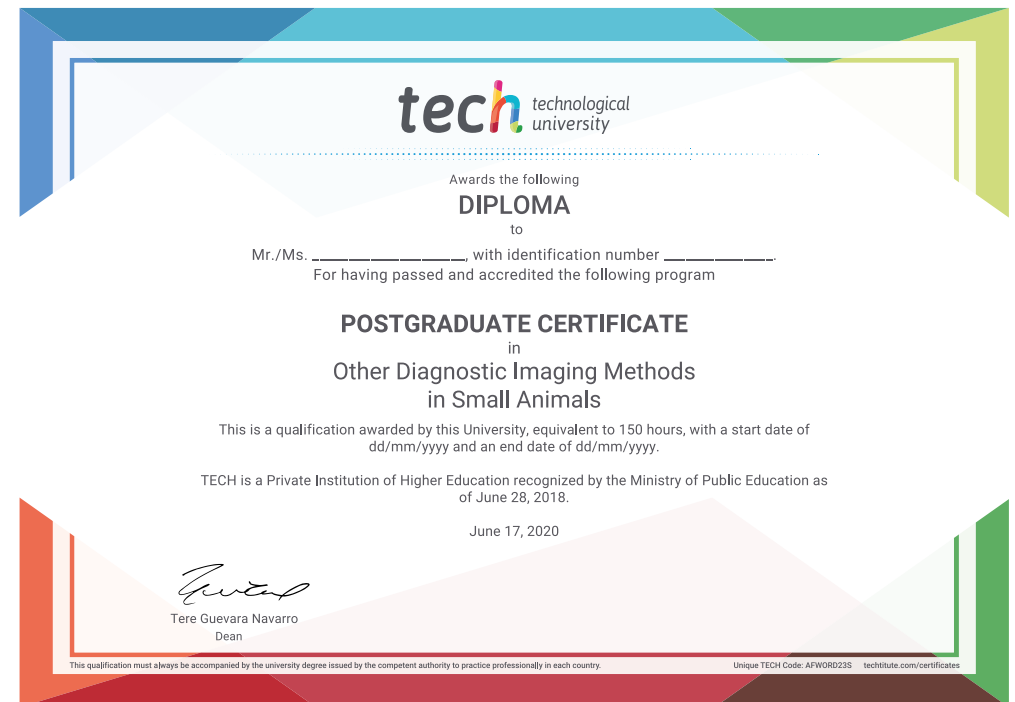 tech technological
university
Awards the following
DIPLOMA
to
Mr./Ms. ____________________, with identification number ______________.
For having passed and accredited the following program
POSTGRADUATE CERTIFICATE
in
Other Diagnostic Imaging Methods
in Small Animals
This is a qualification awarded by this University, equivalent to 150 hours, with a start date of
dd/mm/yyyy and an end date of dd/mm/yyyy.
TECH is a Private Institution of Higher Education recognized by the Ministry of Public Education as
of June 28, 2018.
June 17, 2020
Tere Guevara Navarro
Dean
This qualification must always be accompanied by the university degree issued by the competent authority to practice professionally in each country.
Unique TECH Code: AFWORD23S techtitute.com/certificates